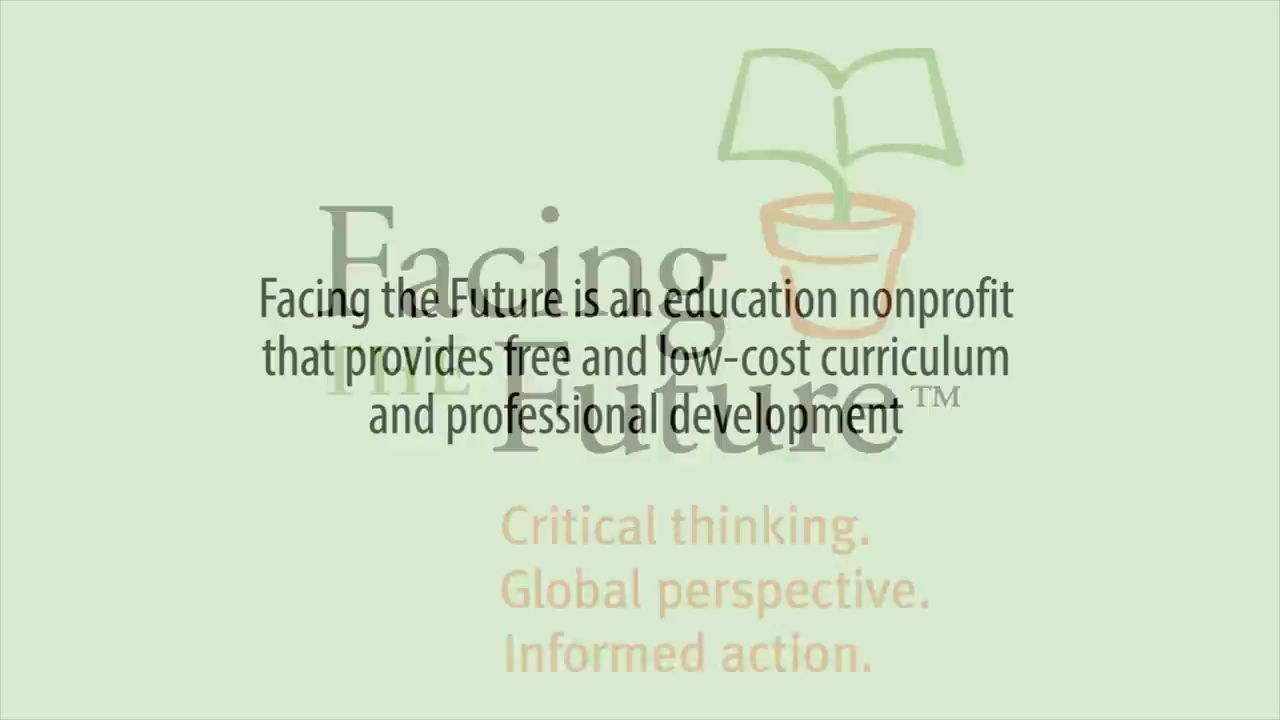 Facing
THE Future™
Facing the Future is an education nonprofit
that provides free and low-cost curriculum
and professional development
Critical thinking.
Global perspective.
Informed action.